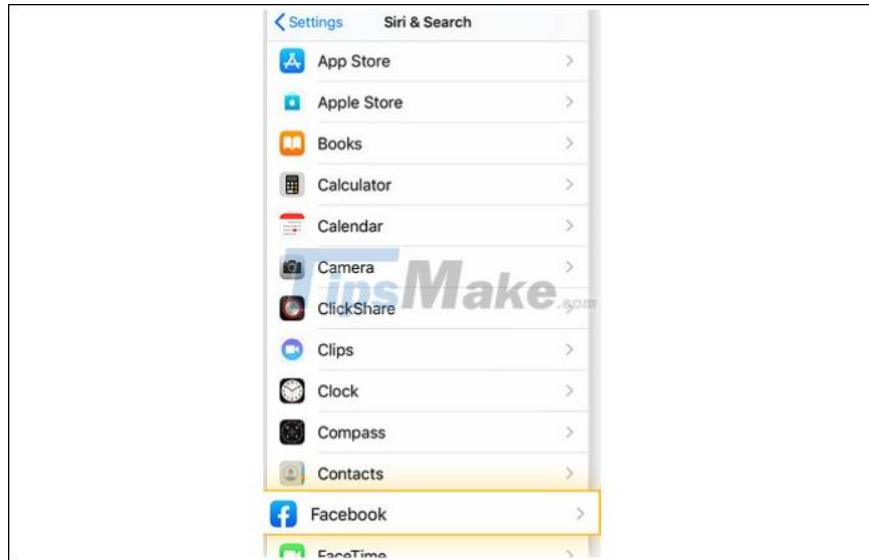 Settings
Siri & Search
App Store
Apple Store
Books
Calculator
Calendar
Camera
TipsMake.com
ClickShare
Clips
Clock
Compass
Contacts
Facebook
FaceTime